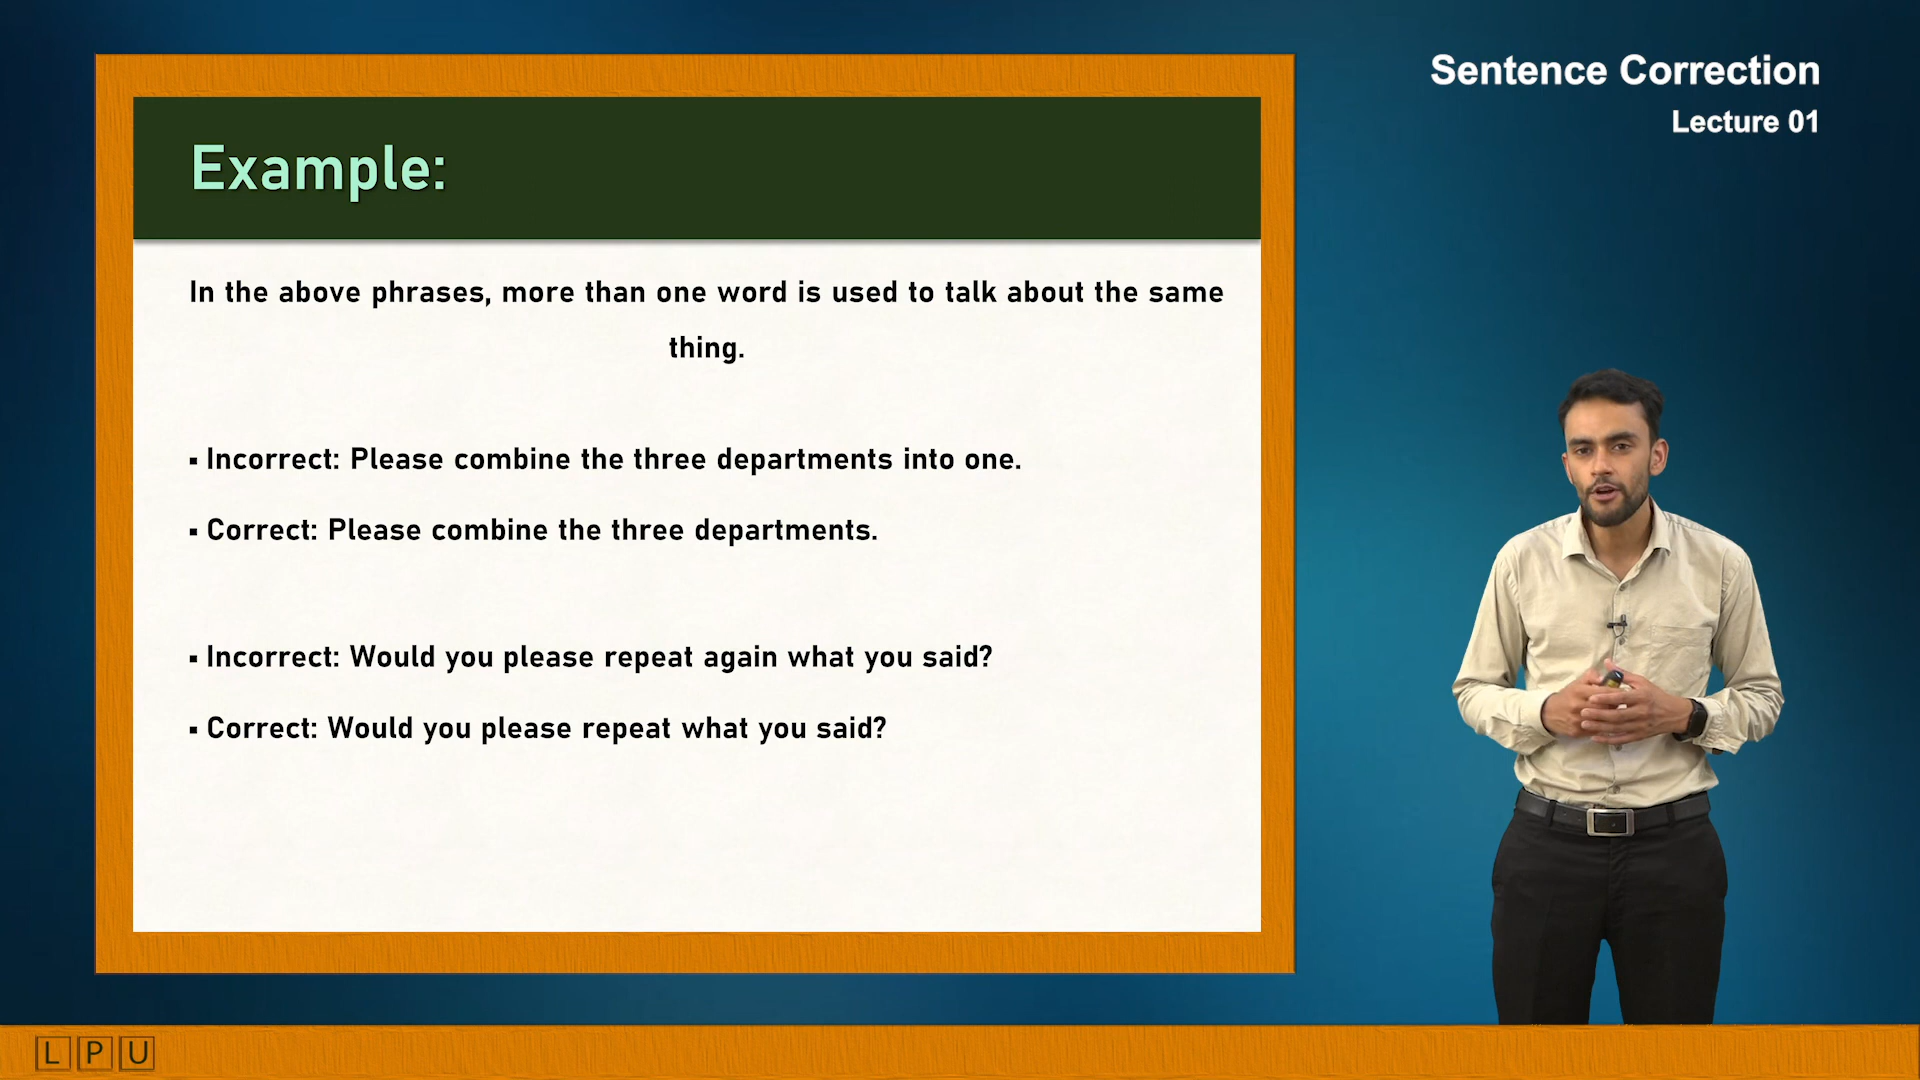 Sentence Correction
Lecture 01
Example:
In the above phrases, more than one word is used to talk about the same
thing.
▪ Incorrect: Please combine the three departments into one.
▪ Correct: Please combine the three departments.
▪ Incorrect: Would you please repeat again what you said?
▪ Correct: Would you please repeat what you said?
L P U